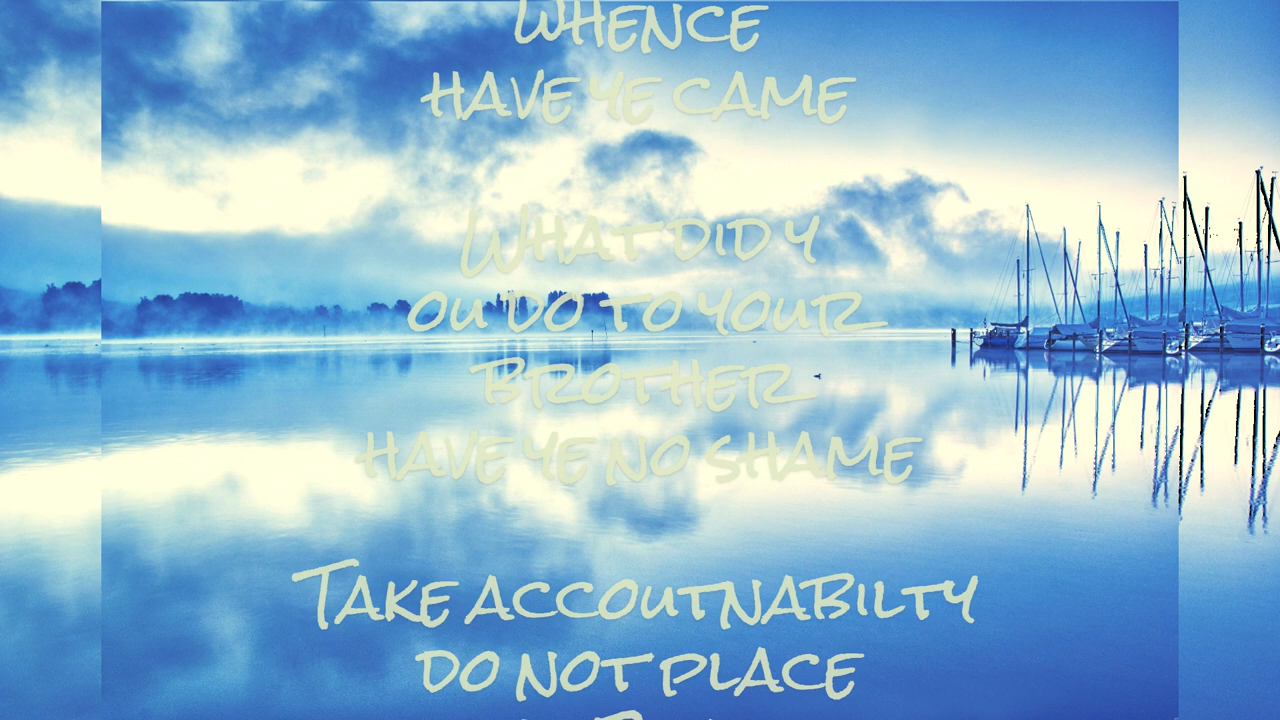 Whence
have ye came
What did y
ou do to your
brother
have ye no shame
Take accoutnabilty
do not place